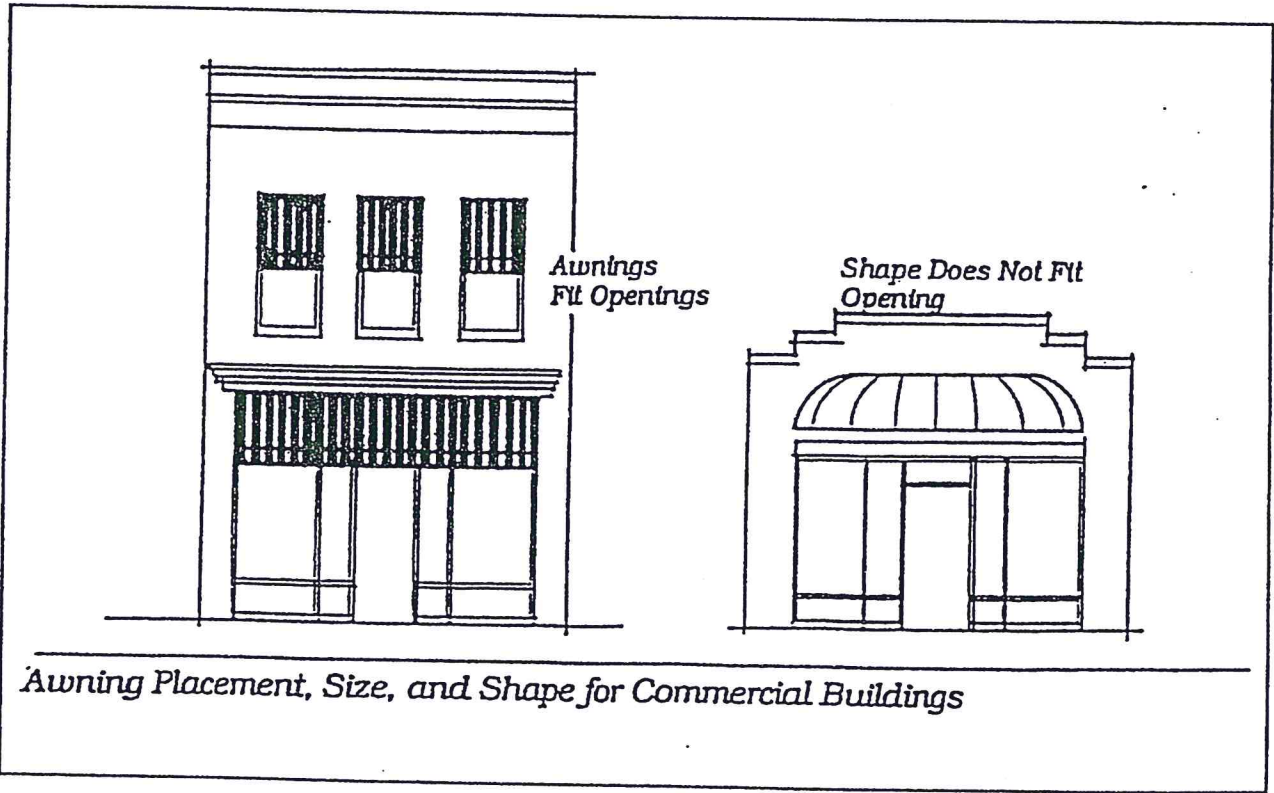 Awnings
Fit Openings
Shape Does Not Fit
Opening
Awning Placement, Size, and Shape for Commercial Buildings